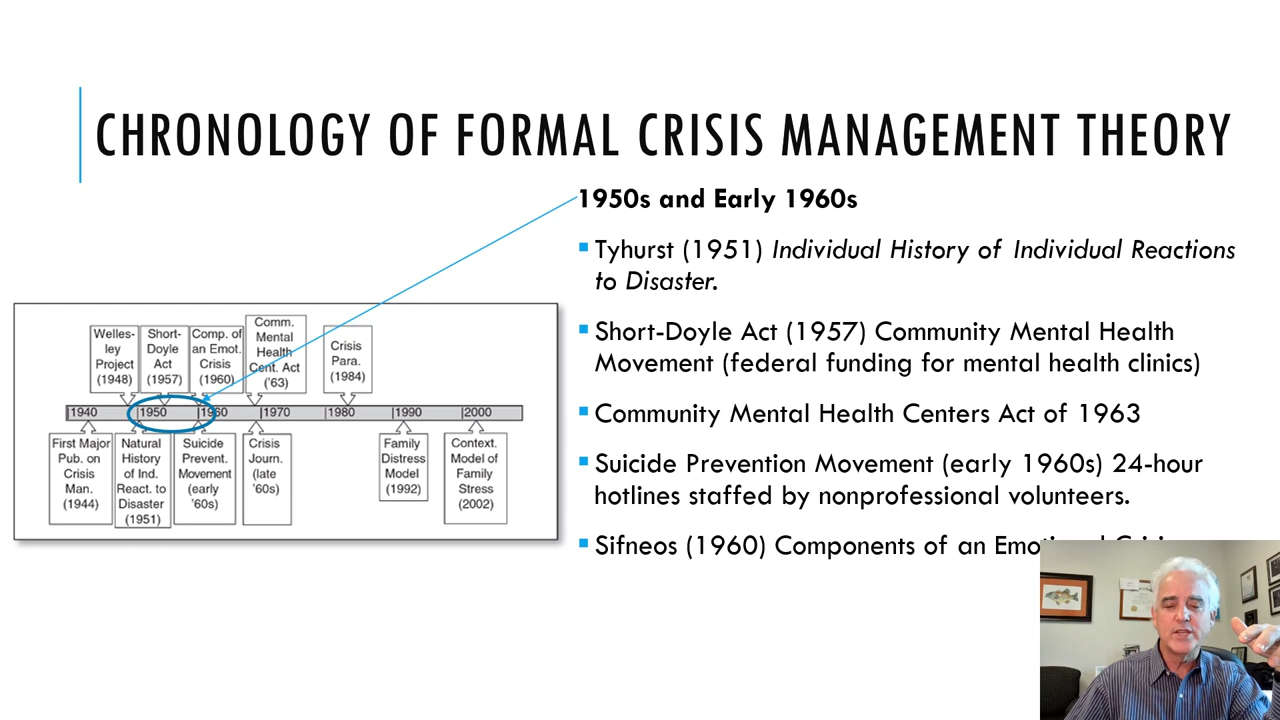 CHRONOLOGY OF FORMAL CRISIS MANAGEMENT THEORY
1950s and Early 1960s
Tyhurst (1951) Individual History of Individual Reactions
to Disaster.
Short-Doyle Act (1957) Community Mental Health
Movement (federal funding for mental health clinics)
Community Mental Health Centers Act of 1963
Suicide Prevention Movement (early 1960s) 24-hour
hotlines staffed by nonprofessional volunteers.
Sifneos (1960) Components of an Emotional Crisis
Welles-
ley
Project
(1948)
Short-
Doyle
Act
(1957)
Comp. of
an Emot.
Crisis
(1960)
Comm.
Mental
Health
Cent. Act
('63)
Crisis
Para.
(1984)
1940 1950 1960 1970 1980 1990 2000
First Major
Pub. on
Crisis
Man.
(1944)
Natural
History
of Ind.
React. to
Disaster
(1951)
Suicide
Prevent.
Movement
(early
'60s)
Crisis
Journ.
(late
'60s)
Family
Distress
Model
(1992)
Context.
Model of
Family
Stress
(2002)